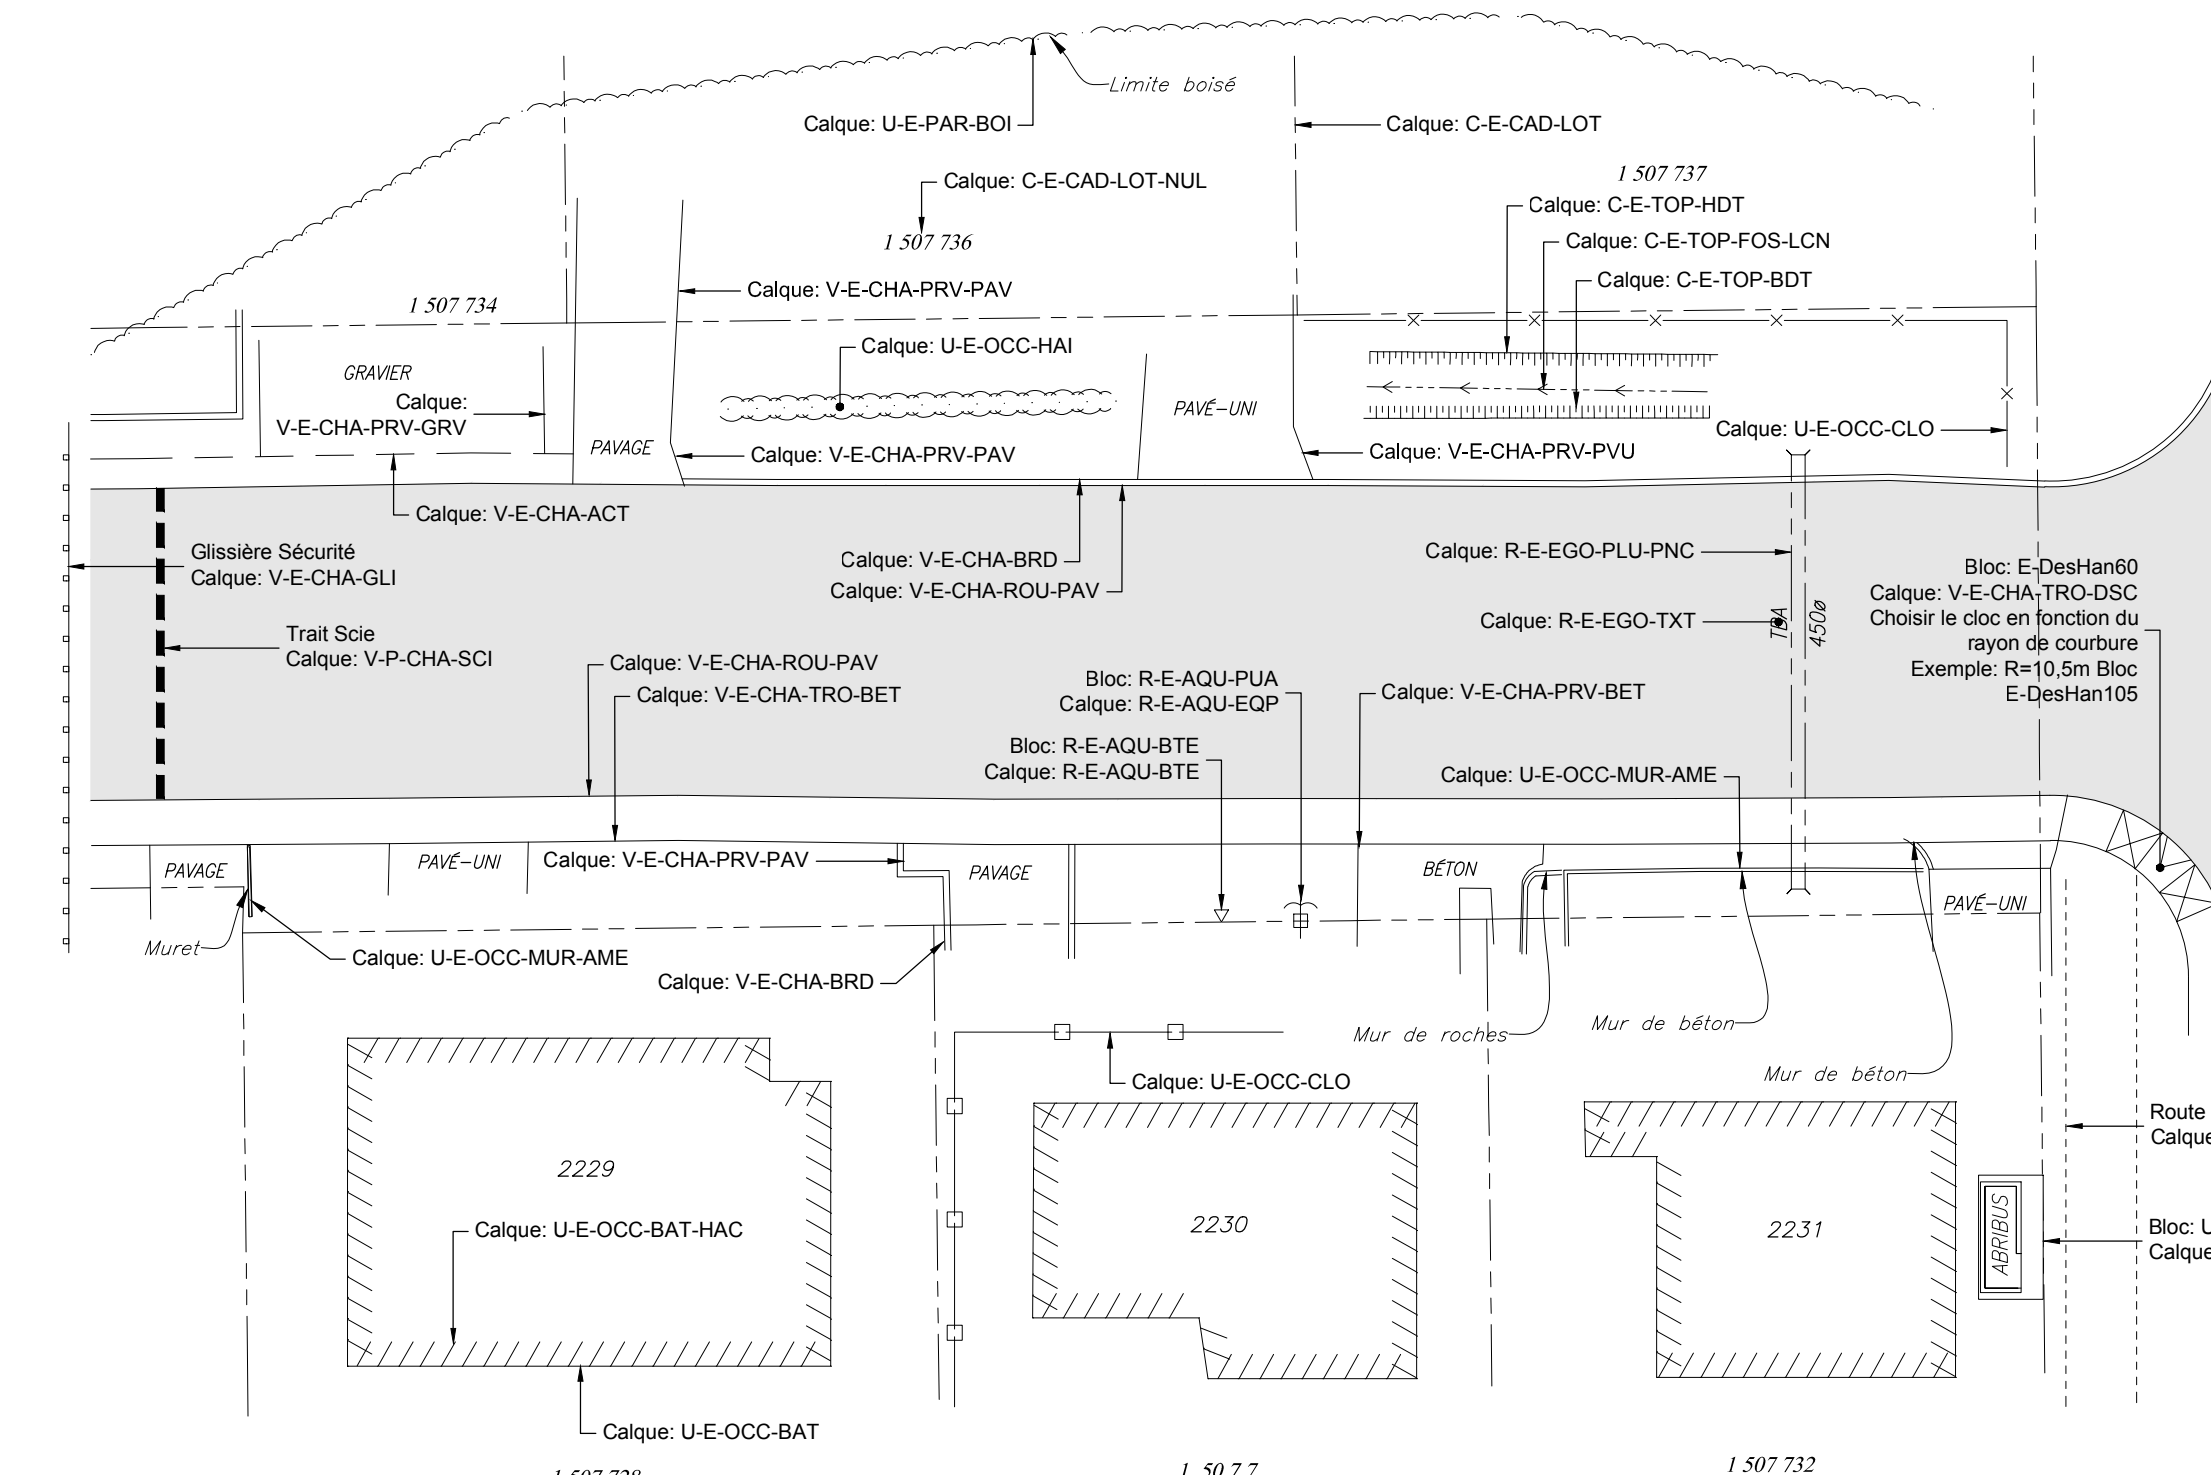 Limite boisé
Calque: U-E-PAR-BOI
Calque: C-E-CAD-LOT
Calque: C-E-CAD-LOT-NUL
1 507 737
Calque: C-E-TOP-HDT
1 507 736
Calque: C-E-TOP-FOS-LCN
Calque: C-E-TOP-BDT
Calque: V-E-CHA-PRV-PAV
1 507 734
Calque: U-E-OCC-HAI
GRAVIER
Calque:
V-E-CHA-PRV-GRV
PAVÉ-UNI
Calque: U-E-OCC-CLO
PAVAGE
Calque: V-E-CHA-PRV-PAV
Calque: V-E-CHA-PRV-PVU
Calque: V-E-CHA-ACT
Glissière Sécurité
Calque: V-E-CHA-GLI
Calque: V-E-CHA-BRD
Calque: V-E-CHA-ROU-PAV
Calque: R-E-EGO-PLU-PNC
Calque: R-E-EGO-TXT
TBA
450ø
Bloc: E-DesHan60
Calque: V-E-CHA-TRO-DSC
Choisir le cloc en fonction du
rayon de courbure
Exemple: R=10,5m Bloc
E-DesHan105
Trait Scie
Calque: V-P-CHA-SCI
Calque: V-E-CHA-ROU-PAV
Calque: V-E-CHA-TRO-BET
Bloc: R-E-AQU-PUA
Calque: R-E-AQU-EQP
Calque: V-E-CHA-PRV-BET
Bloc: R-E-AQU-BTE
Calque: R-E-AQU-BTE
Calque: U-E-OCC-MUR-AME
PAVAGE
PAVÉ-UNI
Calque: V-E-CHA-PRV-PAV
PAVAGE
BÉTON
PAVÉ-UNI
Muret
Calque: U-E-OCC-MUR-AME
Calque: V-E-CHA-BRD
Mur de roches
Mur de béton
Mur de béton
Calque: U-E-OCC-CLO
Route
Calque
2229
2230
2231
ABRIBUS
Calque: U-E-OCC-BAT-HAC
Bloc: U
Calque
Calque: U-E-OCC-BAT
1 507 728
1 50 7 7
1 507 732